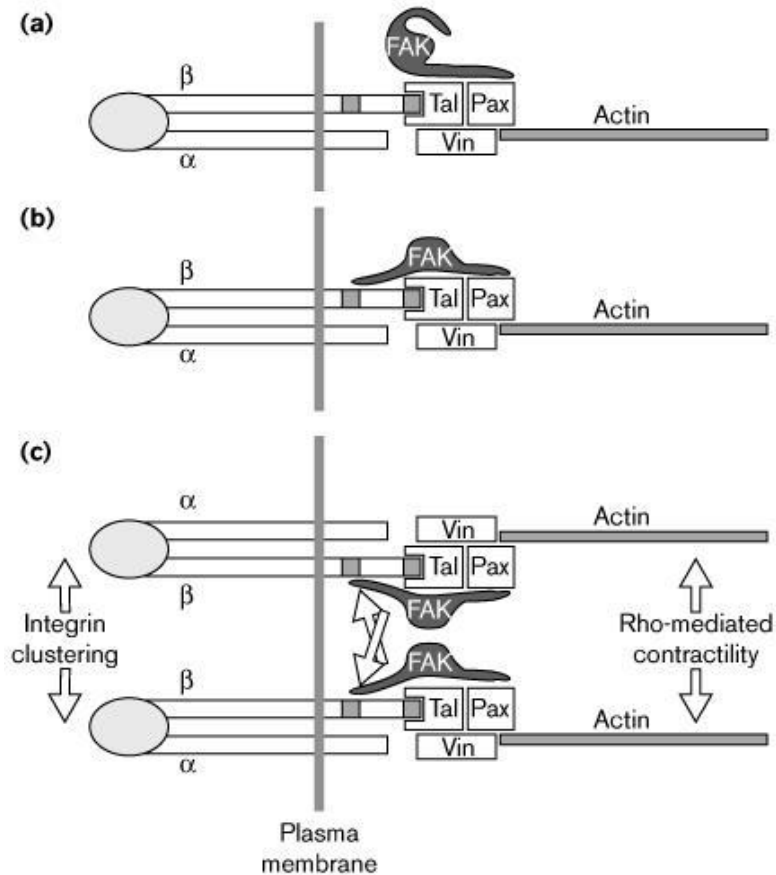 (a)
FAK
β
Tal Pax
Actin
Vin
α
(b)
FAK
β
Tal Pax
Actin
Vin
α
(c)
α
Vin
Actin
Tal Pax
β
FAK
Integrin
clustering
Rho-mediated
contractility
FAK
β
Tal Pax
Actin
Vin
α
Plasma
membrane